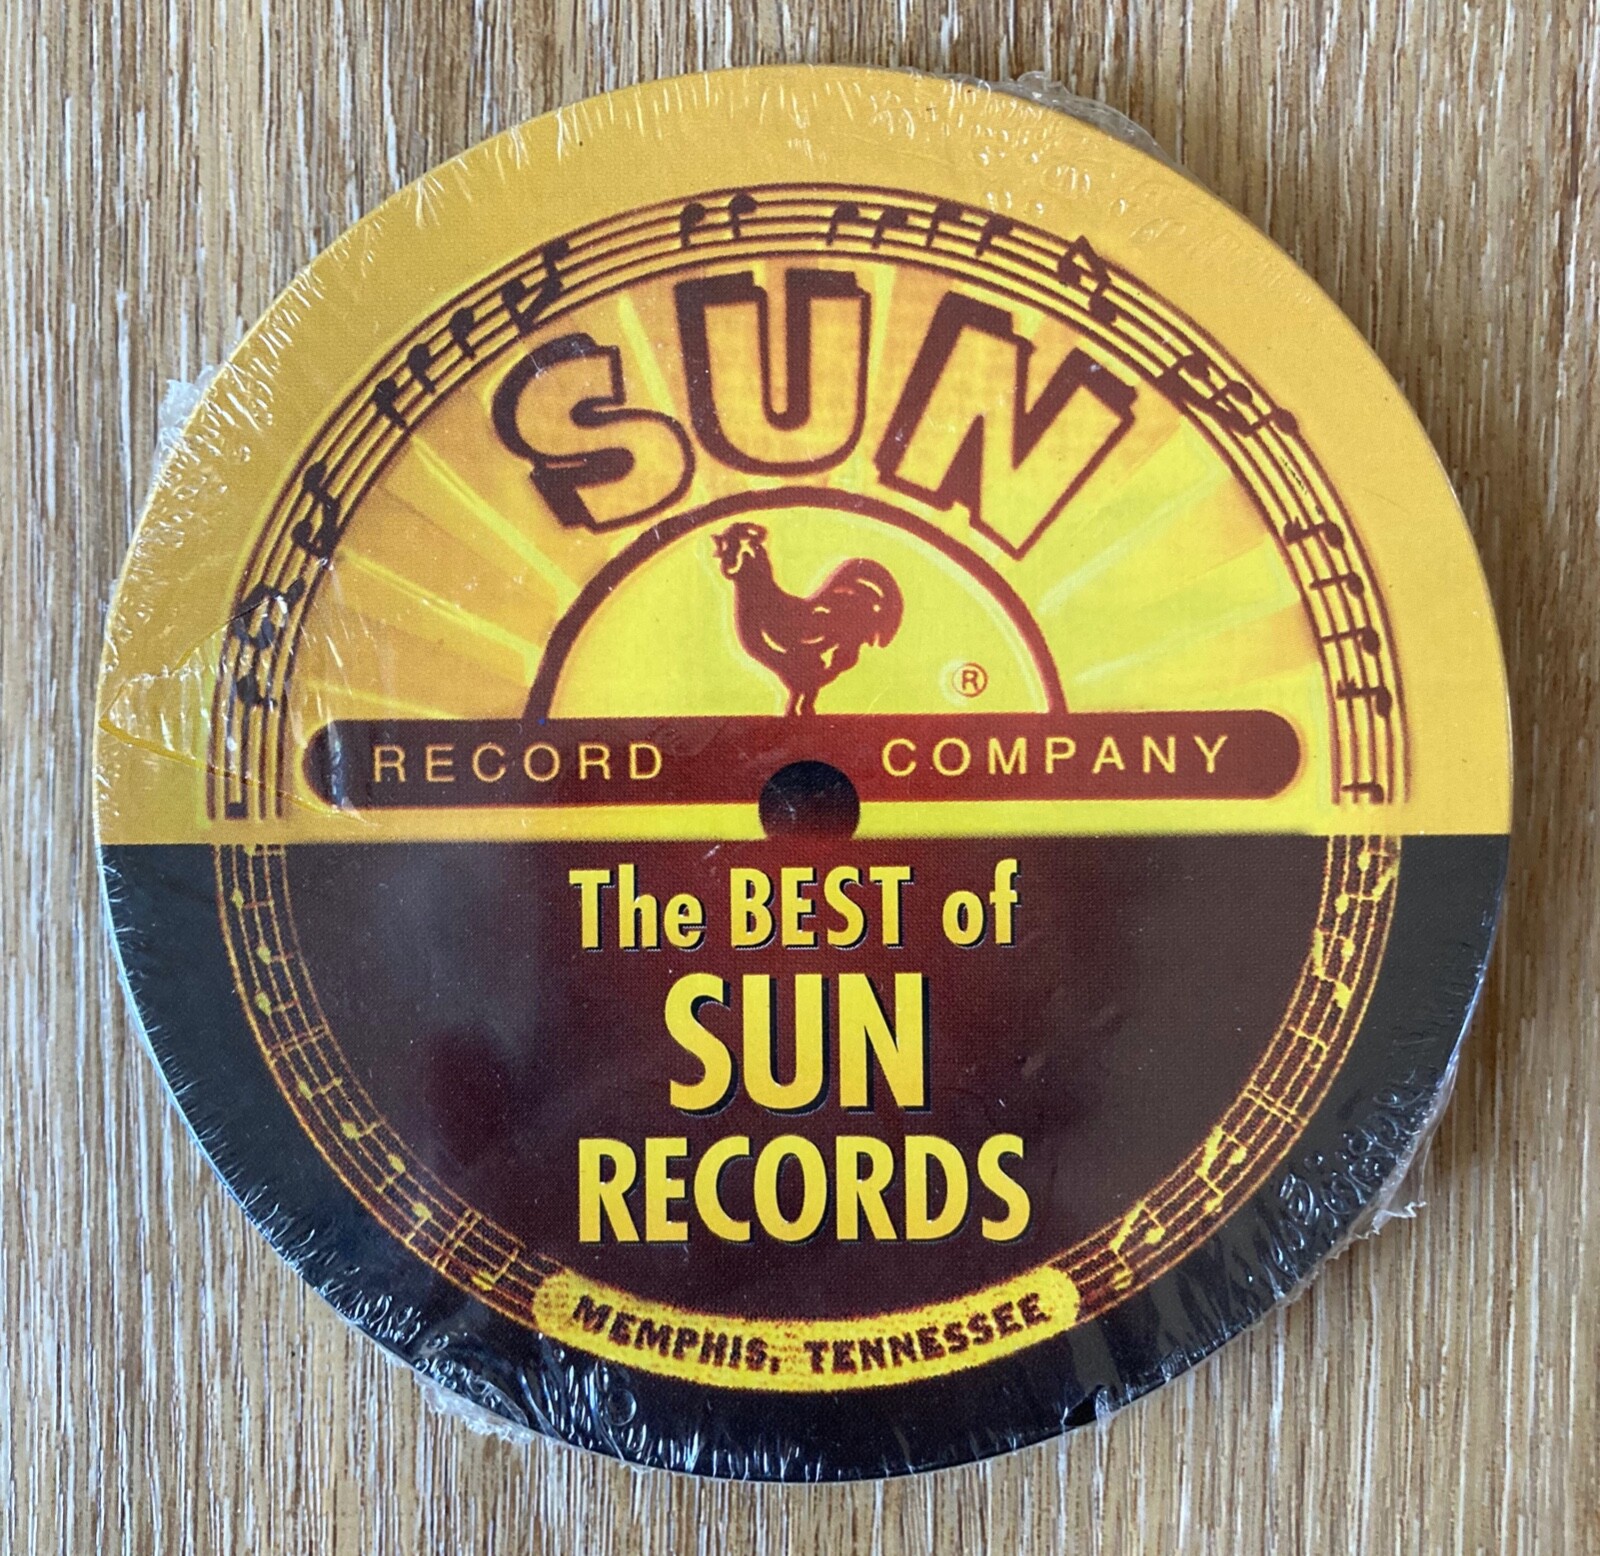 SUN
®
RECORD COMPANY
The BEST of
SUN
RECORDS
MEMPHIS, TENNESSEE